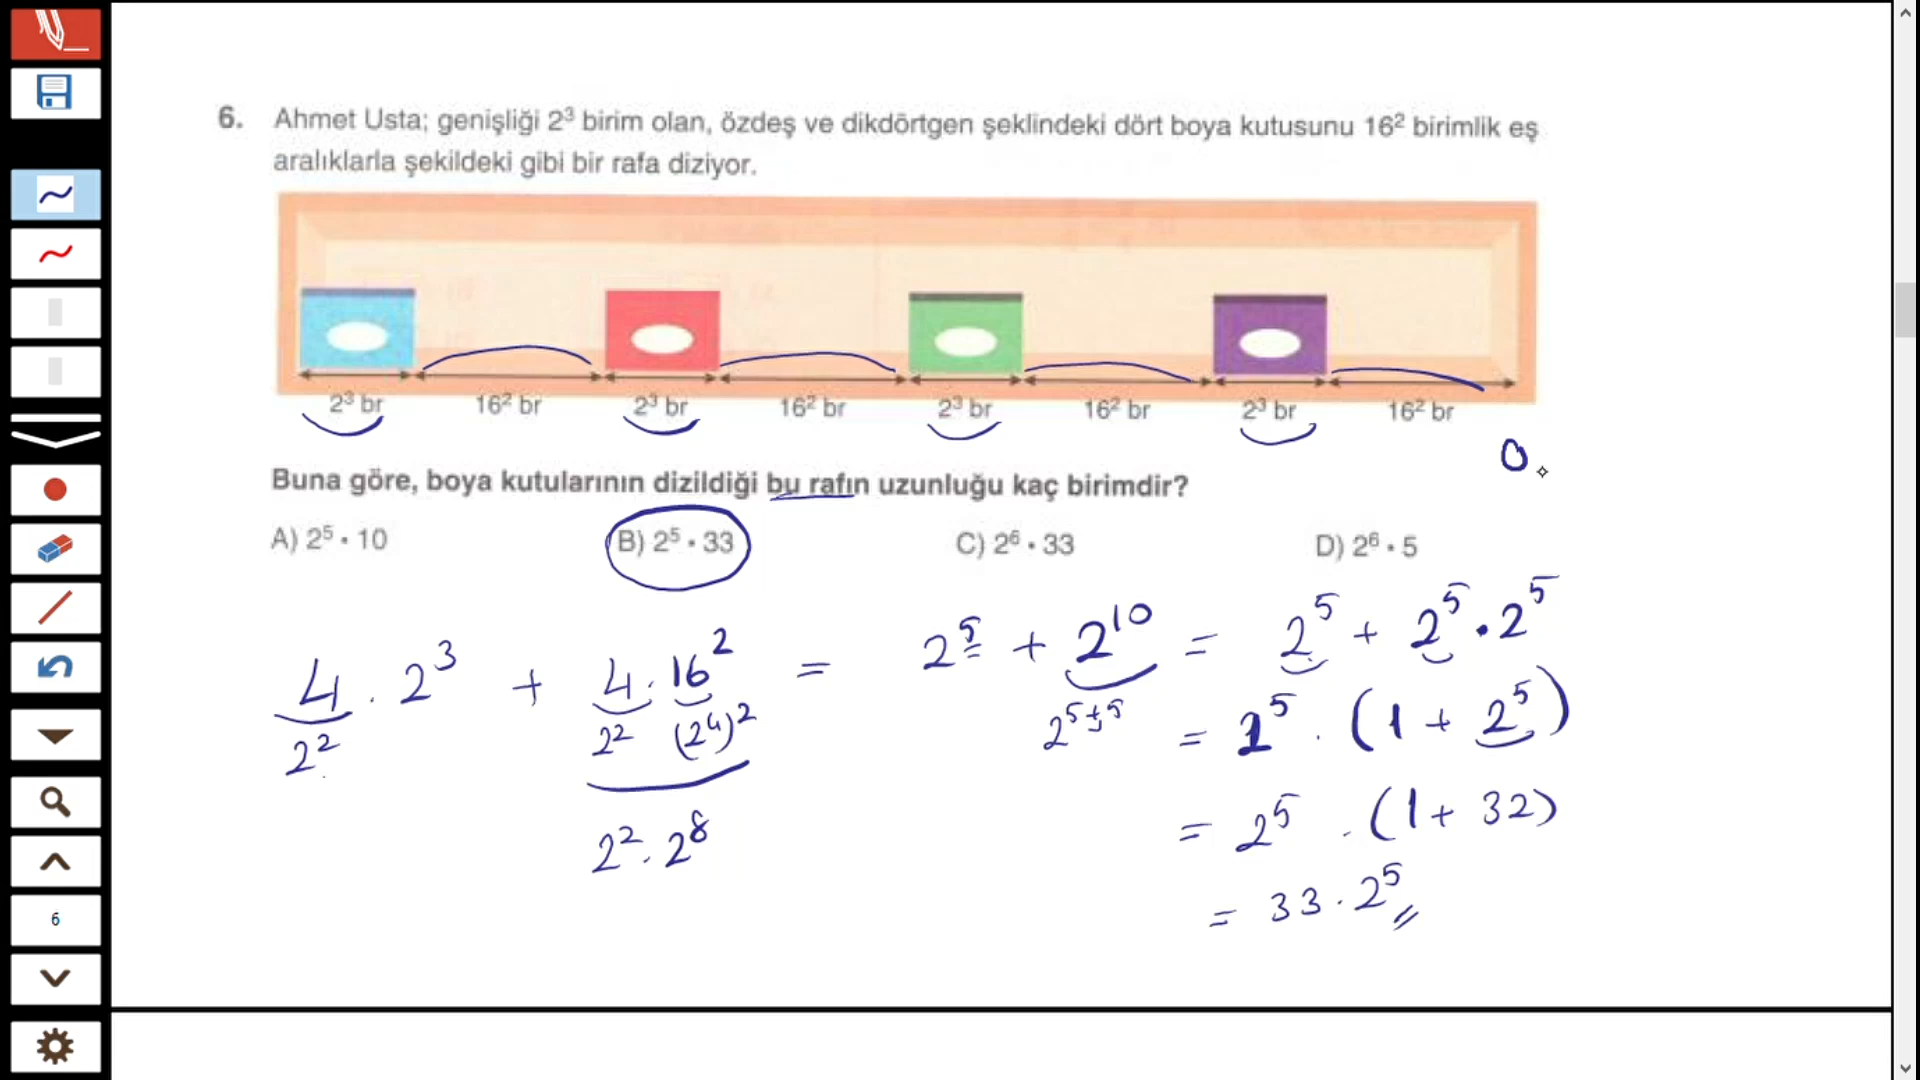 6. Ahmet Usta; genişliği 2³ birim olan, özdeş ve dikdörtgen şeklindeki dört boya kutusunu 16² birimlik eş
aralıklarla şekildeki gibi bir rafa diziyor.
2³ br 16² br 2³ br 16² br 2³ br 16² br 2³ br 16² br
Buna göre, boya kutularının dizildiği bu rafın uzunluğu kaç birimdir?
A) 2⁵ • 10 B) 2⁵ • 33 C) 2⁶ • 33 D) 2⁶ • 5
4 . 2³ + 4 . 16² = 2⁵ + 2¹⁰ = 2⁵ + 2⁵ . 2⁵
2² 2² (2⁴)² 2⁵⁺⁵ = 2⁵ . (1 + 2⁵)
2² . 2⁸ = 2⁵ . (1 + 32)
= 33 . 2⁵
6